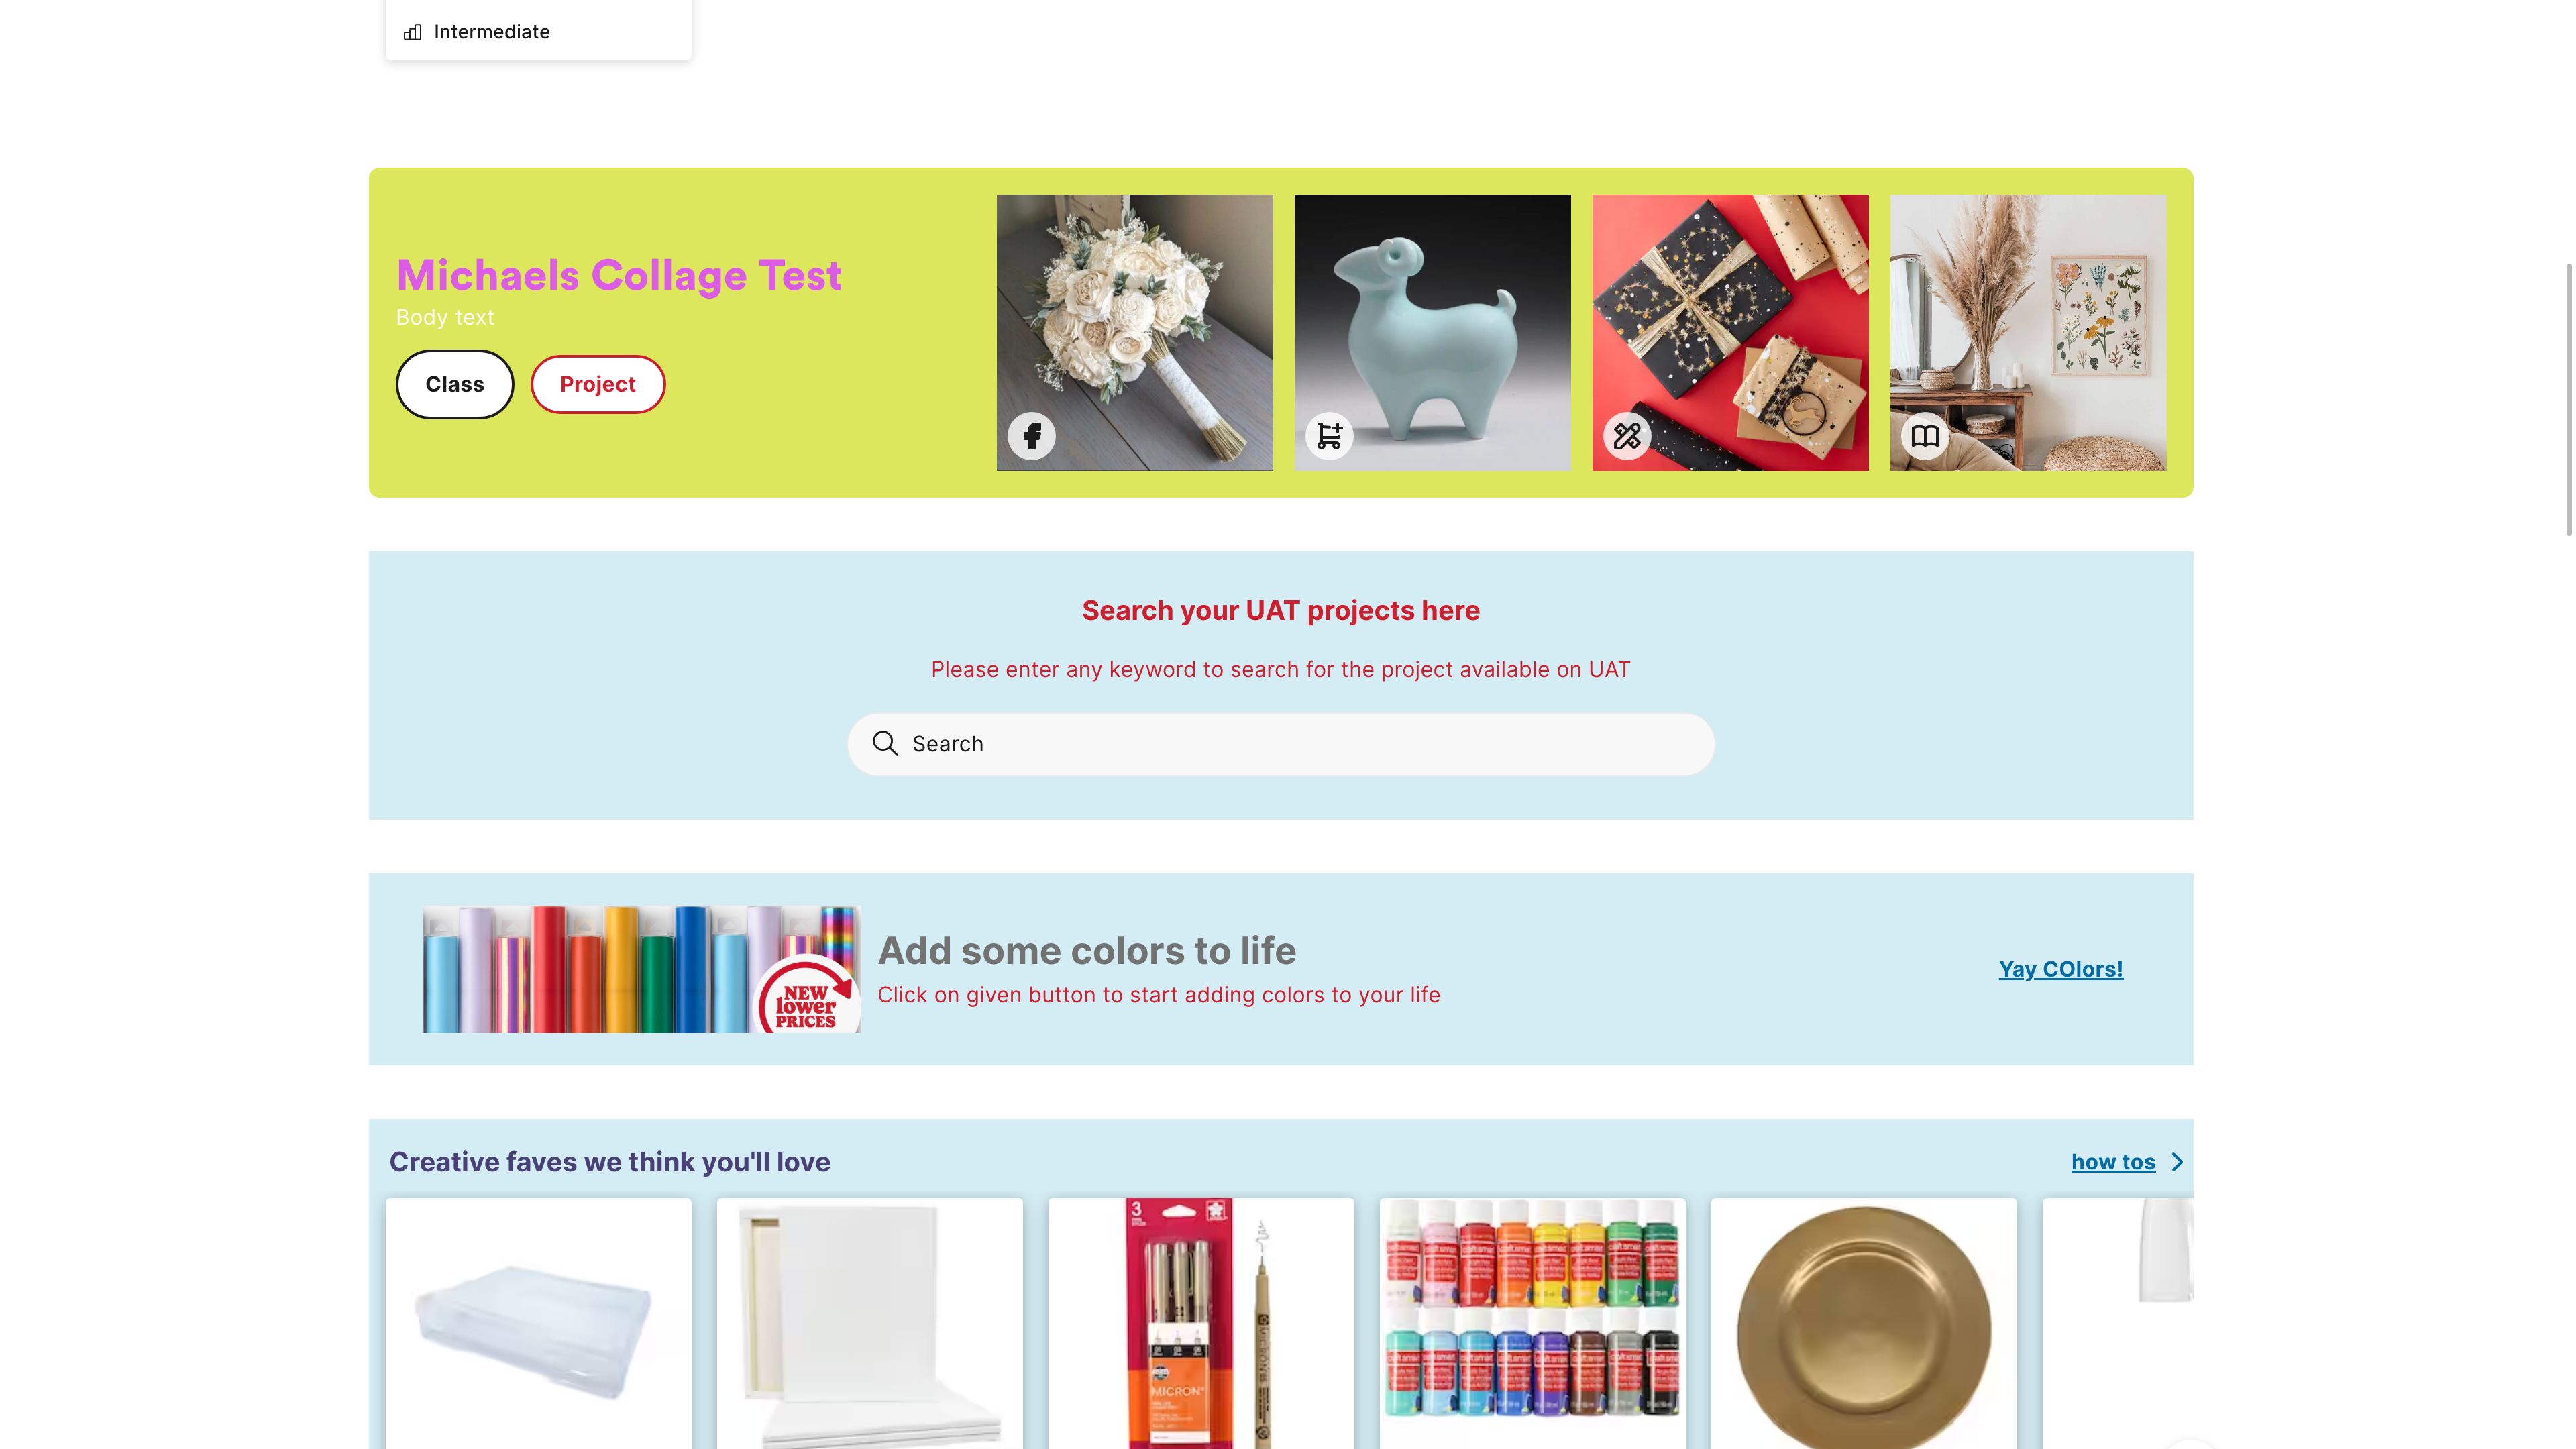 Intermediate
Michaels Collage Test
Body text
Class
Project
Search your UAT projects here
Please enter any keyword to search for the project available on UAT
Search
NEW
lower
PRICES
Add some colors to life
Click on given button to start adding colors to your life
Yay COlors!
Creative faves we think you'll love
how tos
3
MICRON